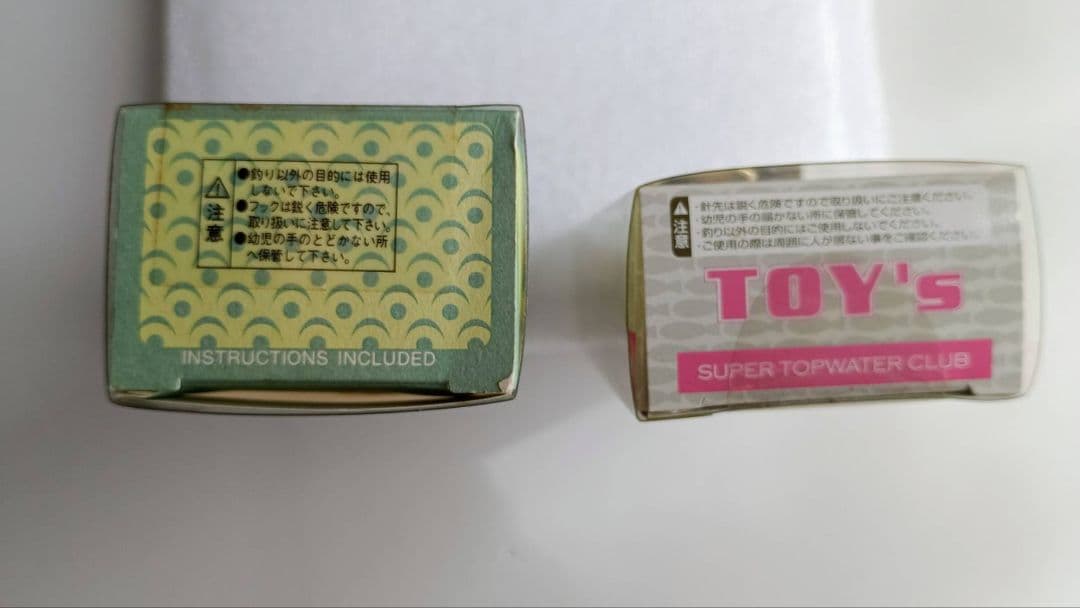 注意
●釣り以外の目的には使用
しないで下さい。
●フックは鋭く危険ですので、
取り扱いに注意して下さい。
●幼児の手のとどかない所
へ保管して下さい。
INSTRUCTIONS INCLUDED
注意
・針先は鋭く危険ですので取り扱いにご注意ください。
・幼児の手の届かない所に保管してください。
・釣り以外の目的にはご使用しないでください。
・ご使用の際は周囲に人が居ない事をご確認ください。
TOY's
SUPER TOPWATER CLUB